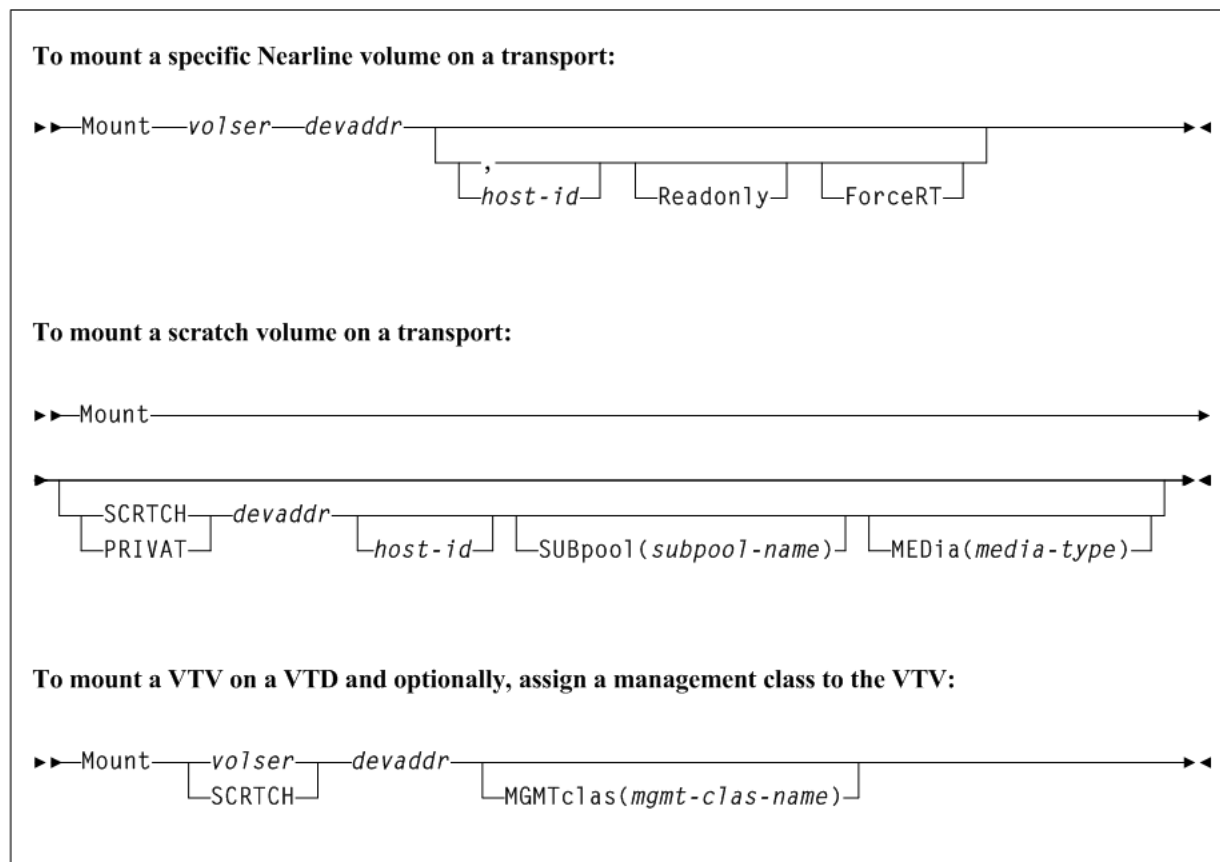 To mount a specific Nearline volume on a transport:
Mount volser devaddr
,
host-id Readonly ForceRT
To mount a scratch volume on a transport:
Mount
SCRTCH devaddr
PRIVAT host-id SUBpool(subpool-name) MEDia(media-type)
To mount a VTV on a VTD and optionally, assign a management class to the VTV:
Mount volser devaddr
SCRTCH MGMTclas(mgmt-clas-name)